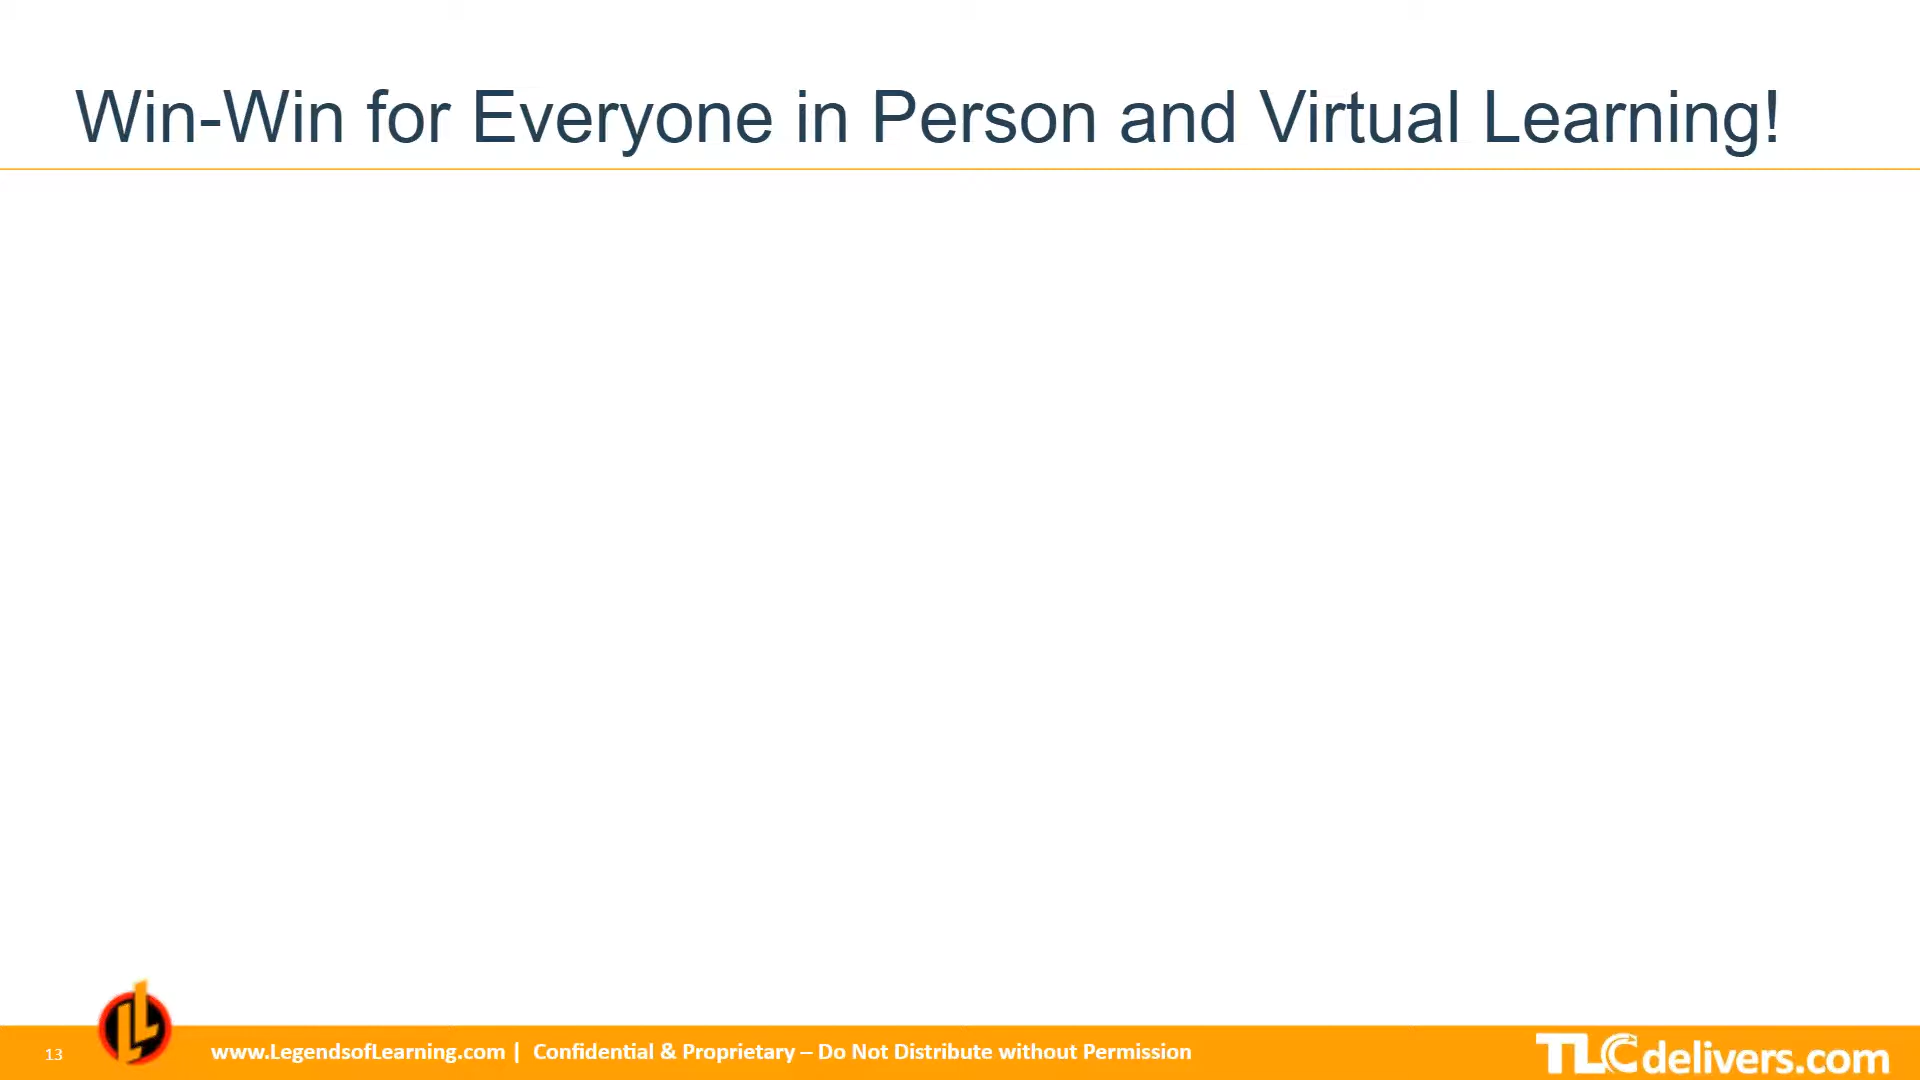 Win-Win for Everyone in Person and Virtual Learning!
13
www.LegendsofLearning.com | Confidential & Proprietary – Do Not Distribute without Permission
TLCdelivers.com